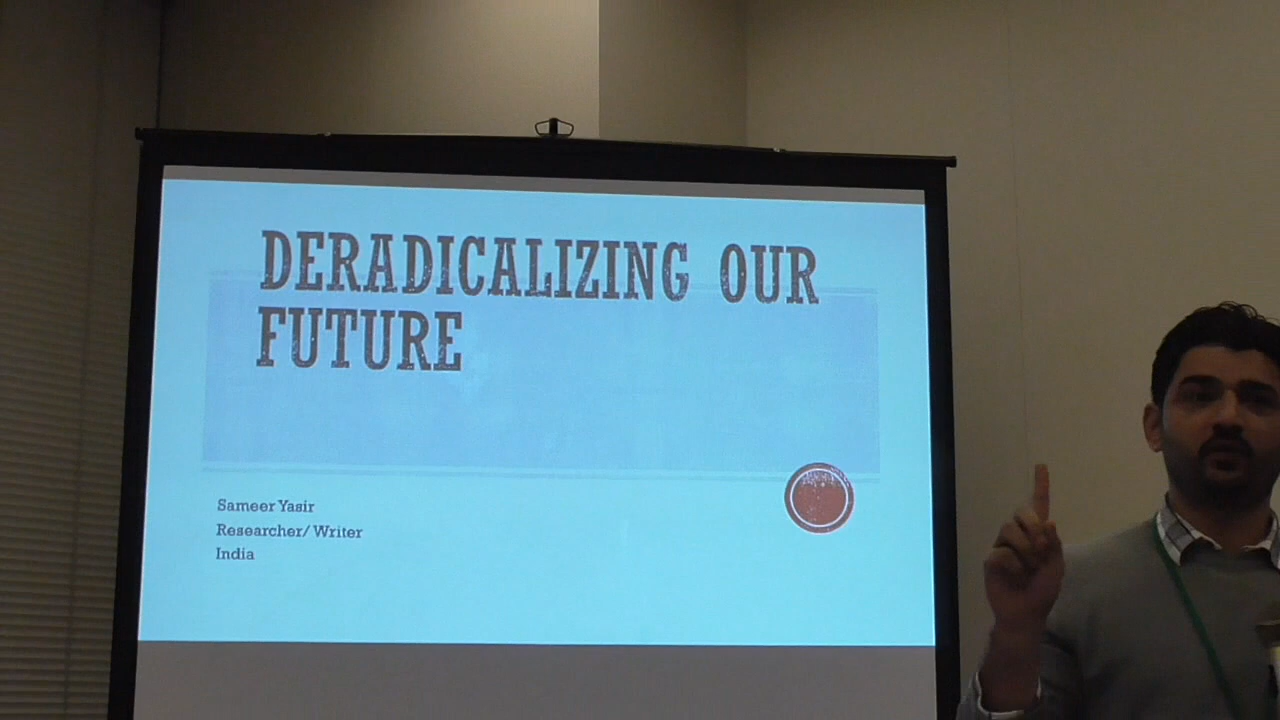 DERADICALIZING OUR
FUTURE
Sameer Yasir
Researcher/ Writer
India